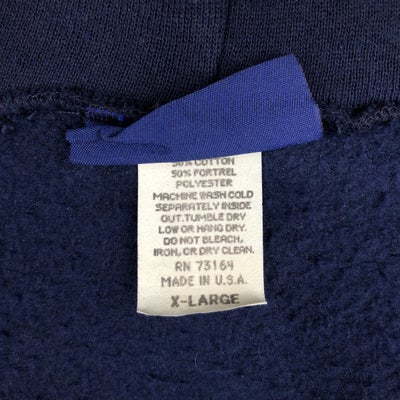 50% COTTON
50% FORTREL
POLYESTER
MACHINE WASH COLD
SEPARATELY INSIDE
OUT. TUMBLE DRY
LOW OR HANG DRY.
DO NOT BLEACH,
IRON, OR DRY CLEAN.
RN 73164
MADE IN U.S.A.
X-LARGE